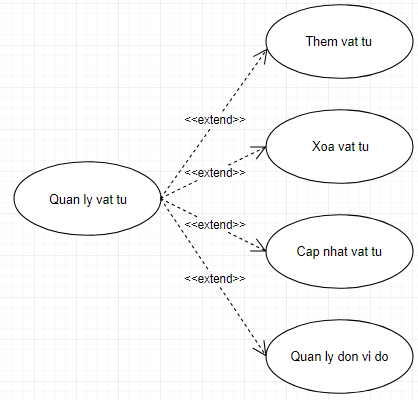 Them vat tu
<<extend>>
Xoa vat tu
<<extend>>
Quan ly vat tu
<<extend>>
Cap nhat vat tu
<<extend>>
Quan ly don vi do